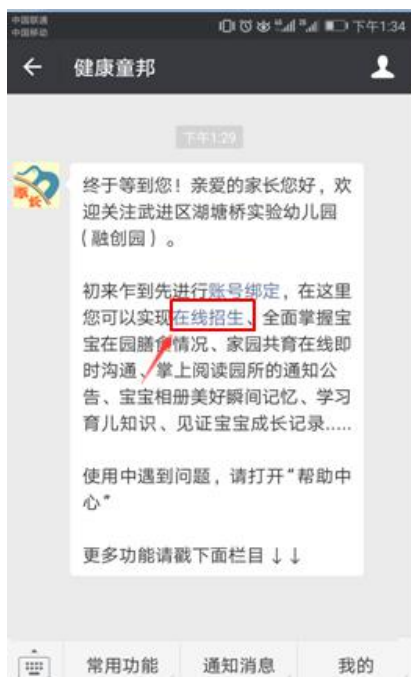 中国联通
中国移动
下午1:34
健康童邦
下午1:29
家长
终于等到您！亲爱的家长您好，欢
迎关注武进区湖塘桥实验幼儿园
（融创园）。
初来乍到先进行账号绑定，在这里
您可以实现在线招生、全面掌握宝
宝在园膳食情况、家园共育在线即
时沟通、掌上阅读园所的通知公
告、宝宝相册美好瞬间记忆、学习
育儿知识、见证宝宝成长记录.....
使用中遇到问题，请打开“帮助中
心”
更多功能请戳下面栏目↓↓
常用功能
通知消息
我的